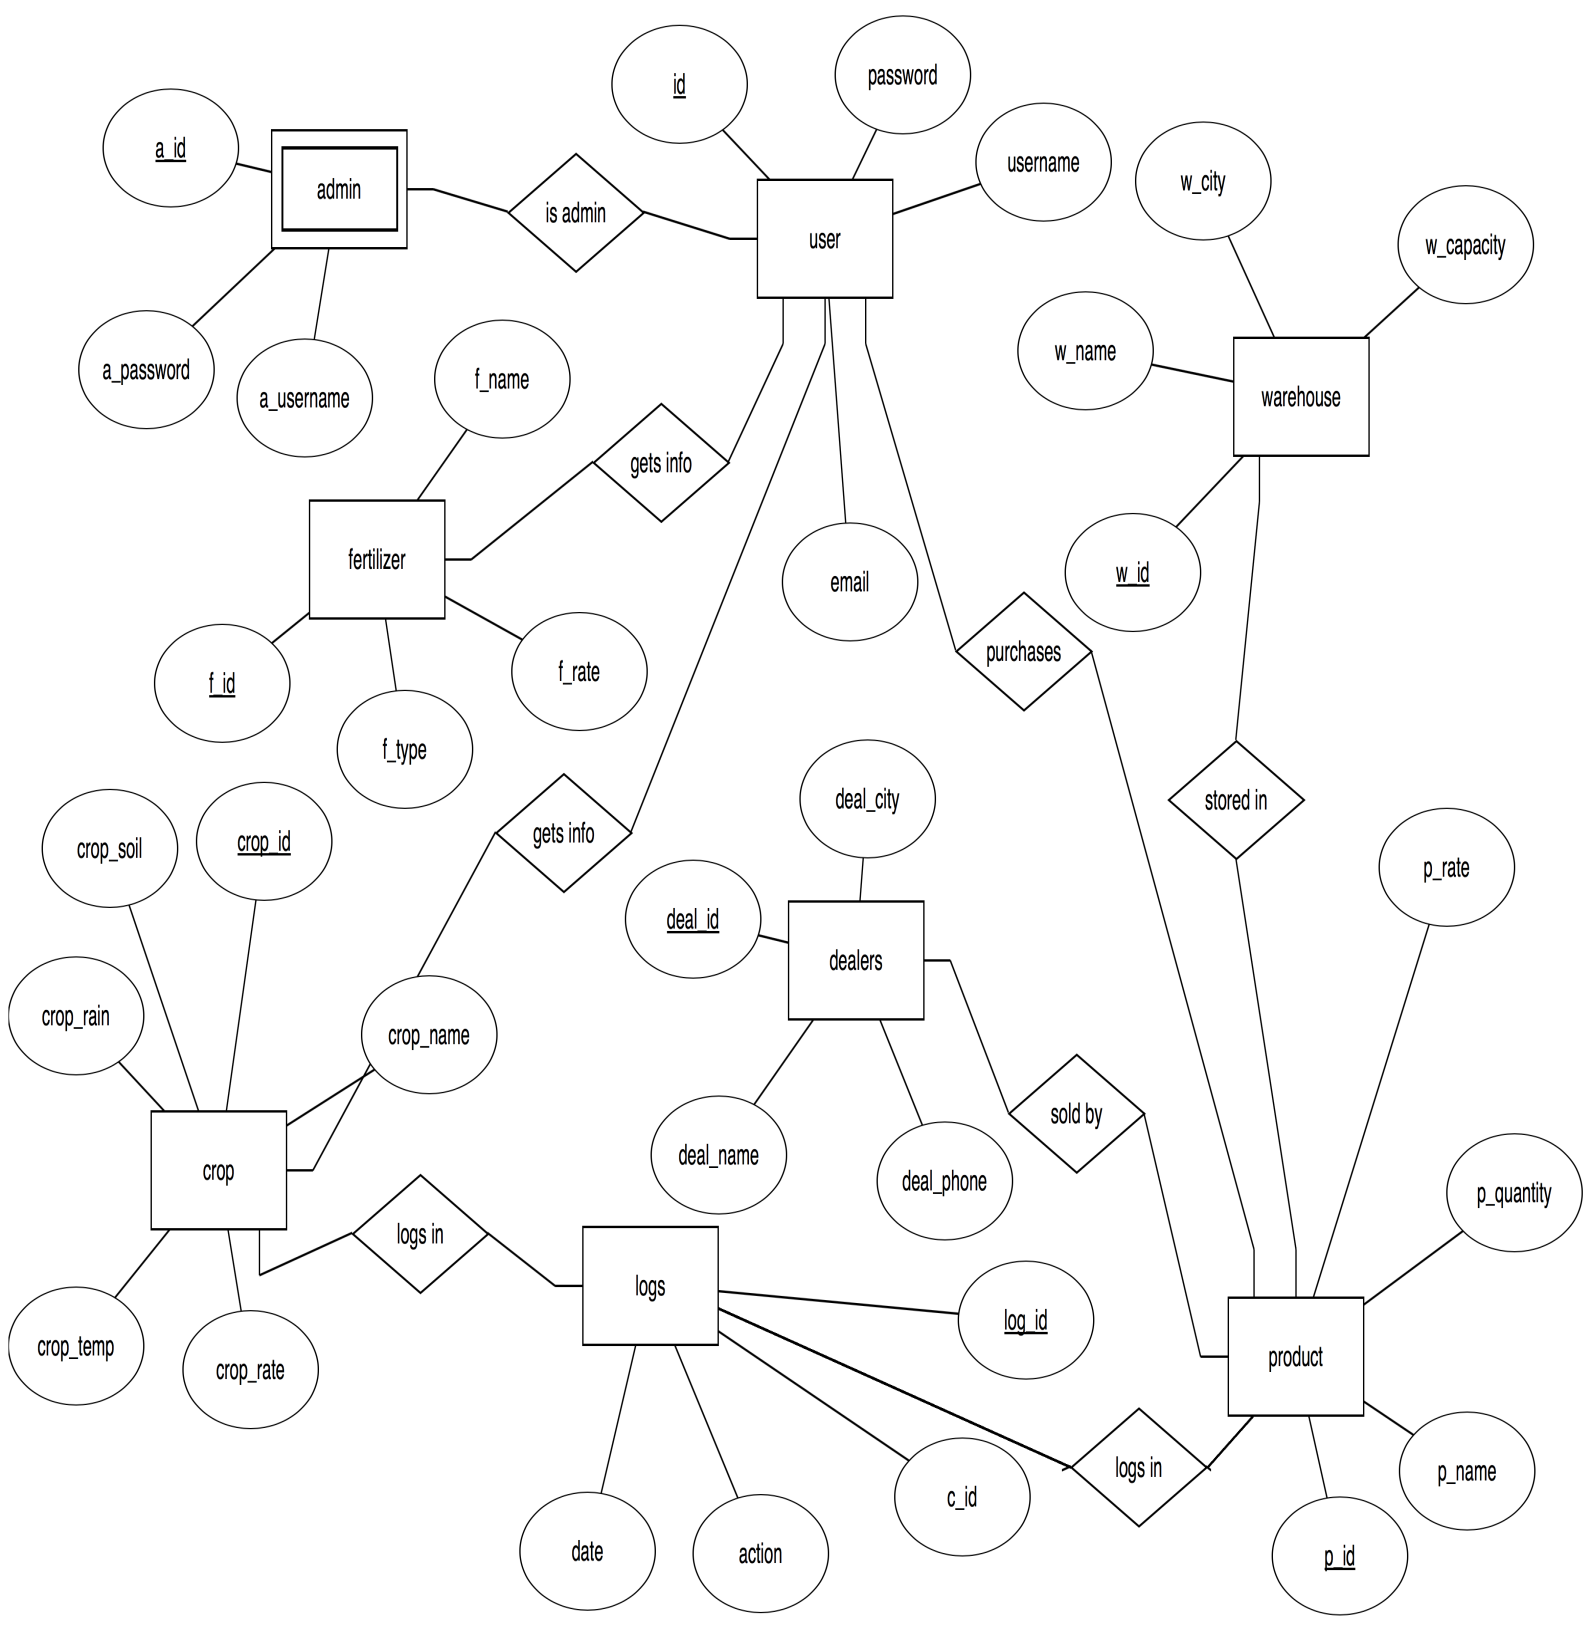 id
password
username
a_id
admin
is admin
user
w_city
w_capacity
w_name
warehouse
a_password
a_username
f_name
gets info
fertilizer
email
w_id
purchases
f_id
f_rate
f_type
stored in
deal_city
crop_soil
crop_id
gets info
p_rate
deal_id
dealers
crop_rain
crop_name
sold by
crop
deal_name
deal_phone
p_quantity
logs in
logs
log_id
product
crop_temp
crop_rate
c_id
logs in
p_name
date
action
p_id